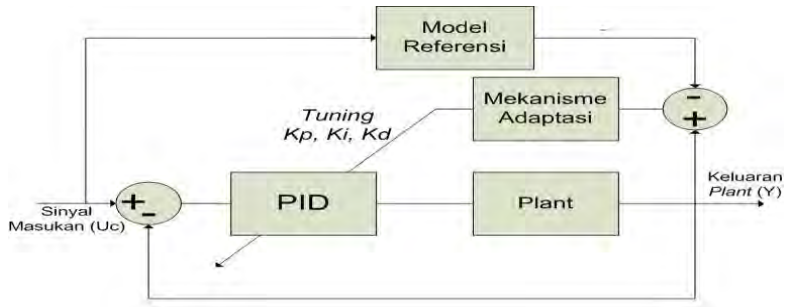 Model
Referensi
-
Mekanisme
Adaptasi
+
Tuning
Kp, Ki, Kd
+
-
PID
Plant
Keluaran
Plant (Y)
Sinyal
Masukan (Uc)